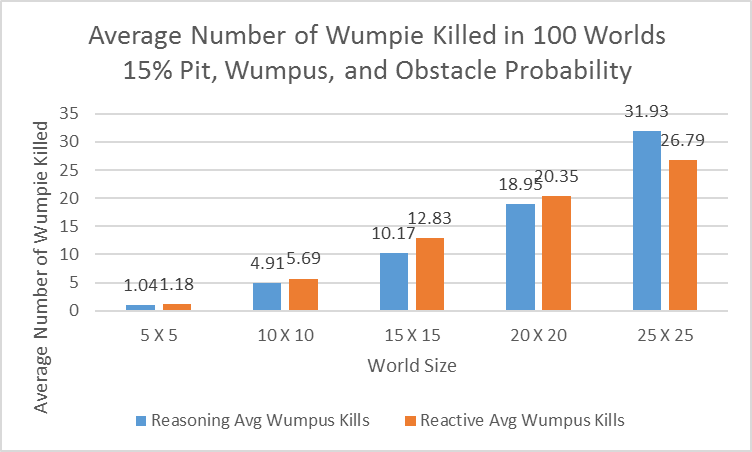 Average Number of Wumpie Killed in 100 Worlds
15% Pit, Wumpus, and Obstacle Probability
Average Number of Wumpie Killed
35
30
25
20
15
10
5
0
1.04
1.18
4.91
5.69
10.17
12.83
18.95
20.35
31.93
26.79
5 X 5
10 X 10
15 X 15
20 X 20
25 X 25
World Size
Reasoning Avg Wumpus Kills
Reactive Avg Wumpus Kills